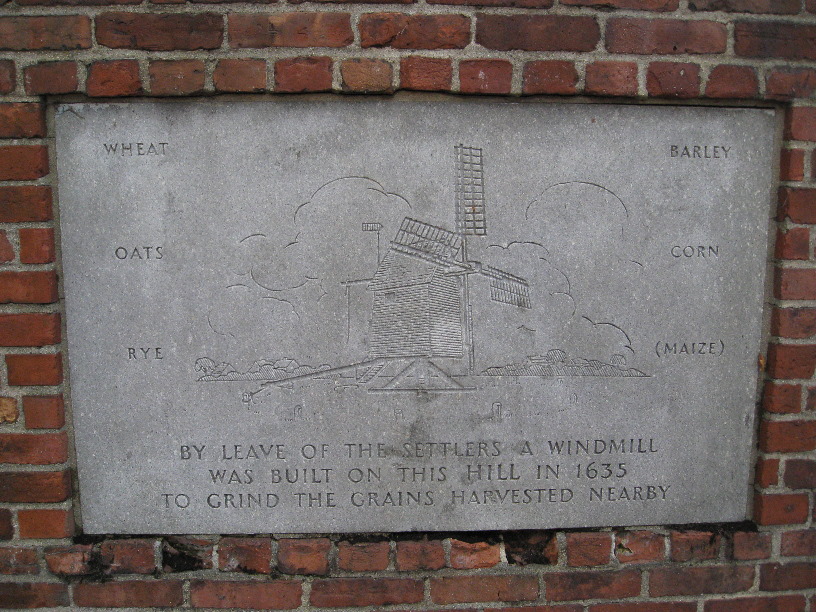 WHEAT BARLEY
OATS CORN
RYE (MAIZE)
BY LEAVE OF THE SETTLERS A WINDMILL
WAS BUILT ON THIS HILL IN 1635
TO GRIND THE GRAINS HARVESTED NEARBY